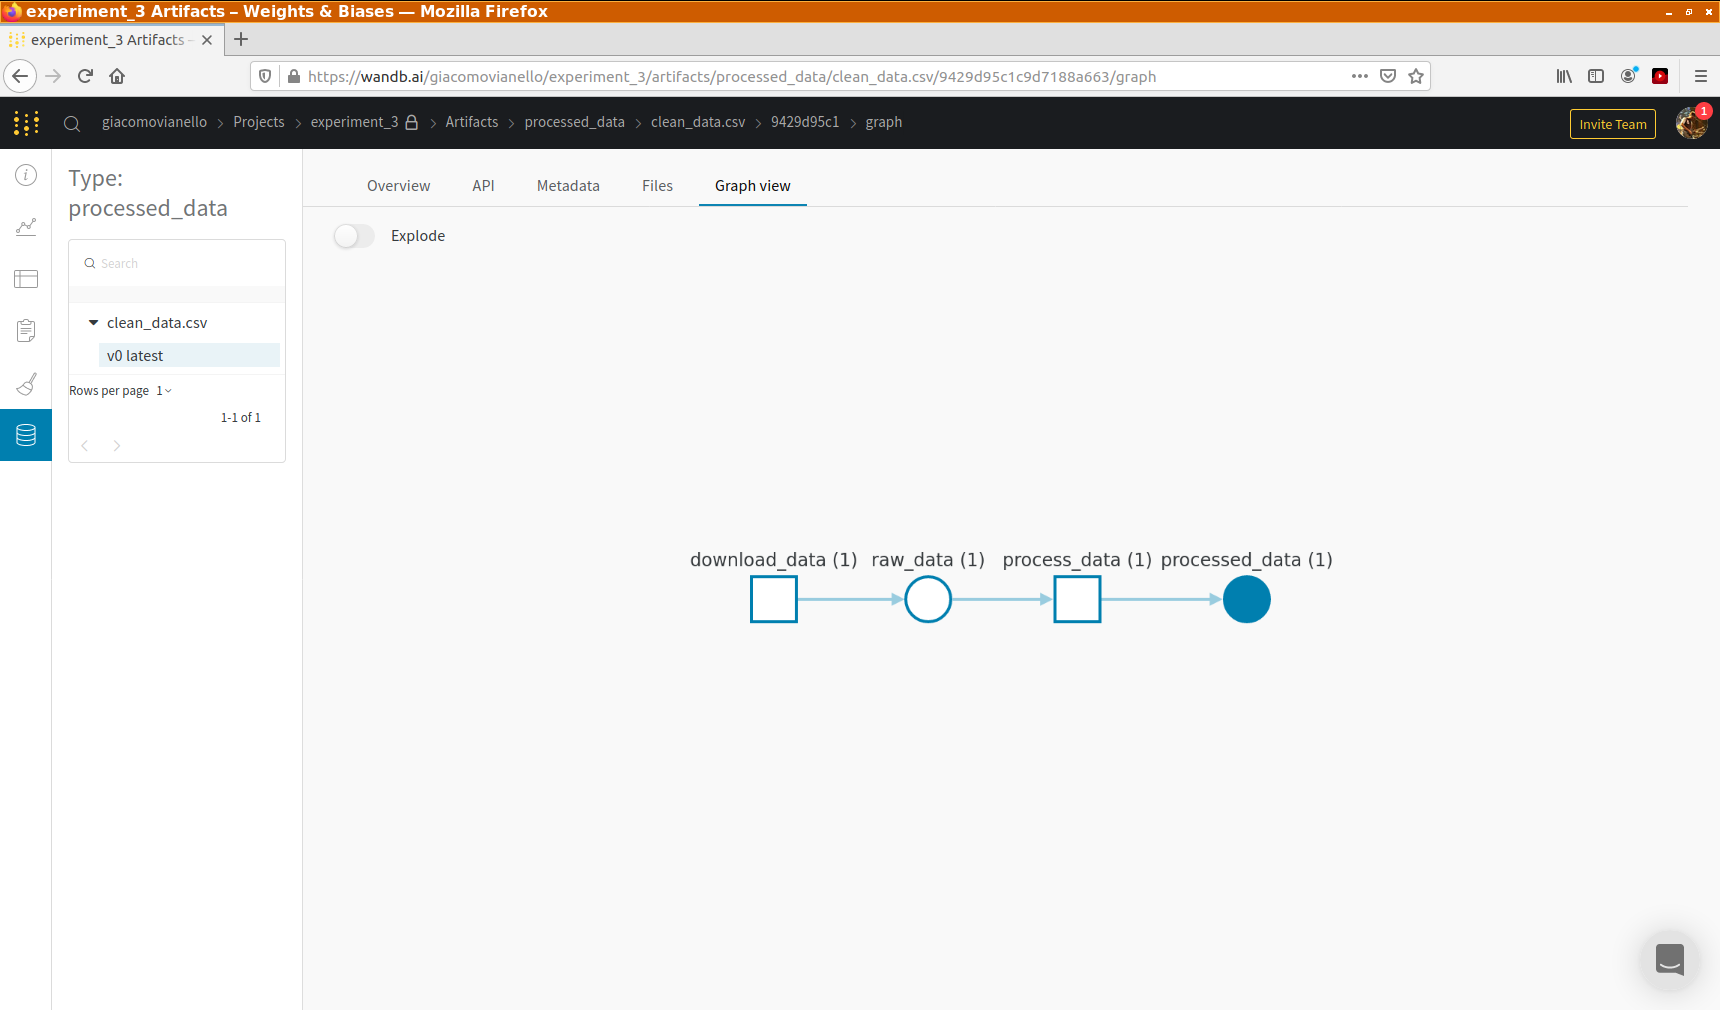 experiment_3 Artifacts – Weights & Biases — Mozilla Firefox
experiment_3 Artifacts –
https://wandb.ai/giacomovianello/experiment_3/artifacts/processed_data/clean_data.csv/9429d95c1c9d7188a663/graph
giacomovianello > Projects > experiment_3 > Artifacts > processed_data > clean_data.csv > 9429d95c1 > graph
Invite Team
1
Type:
processed_data
Overview API Metadata Files Graph view
Explode
Search
clean_data.csv
v0 latest
Rows per page 1
1-1 of 1
download_data (1) raw_data (1) process_data (1) processed_data (1)